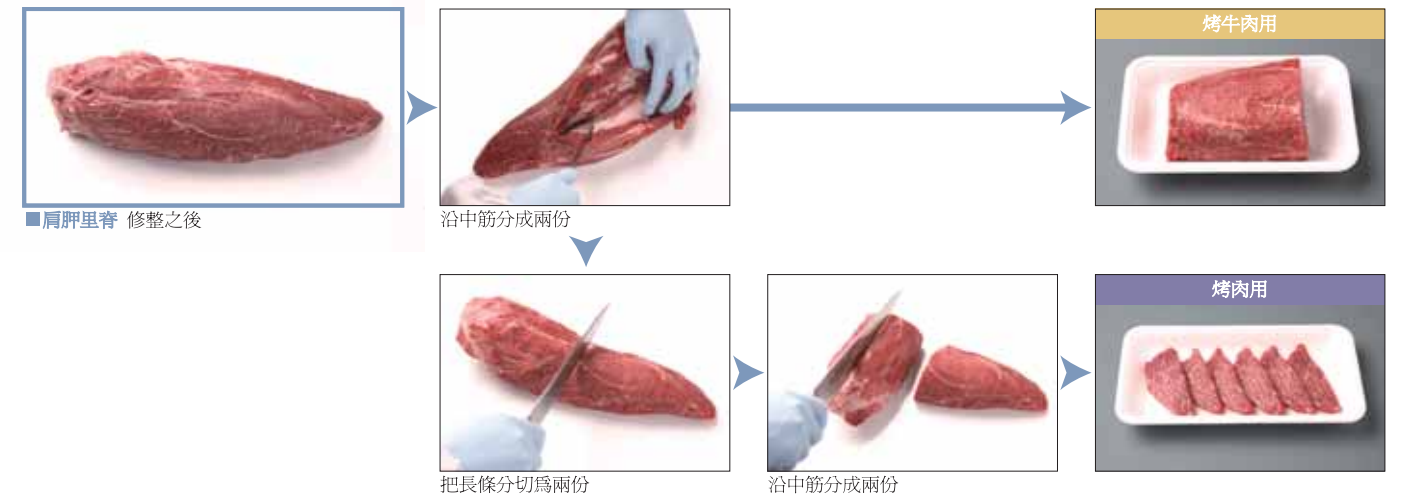 烤牛肉用
■肩胛里脊 修整之後
沿中筋分成兩份
烤肉用
把長條分切爲兩份
沿中筋分成兩份